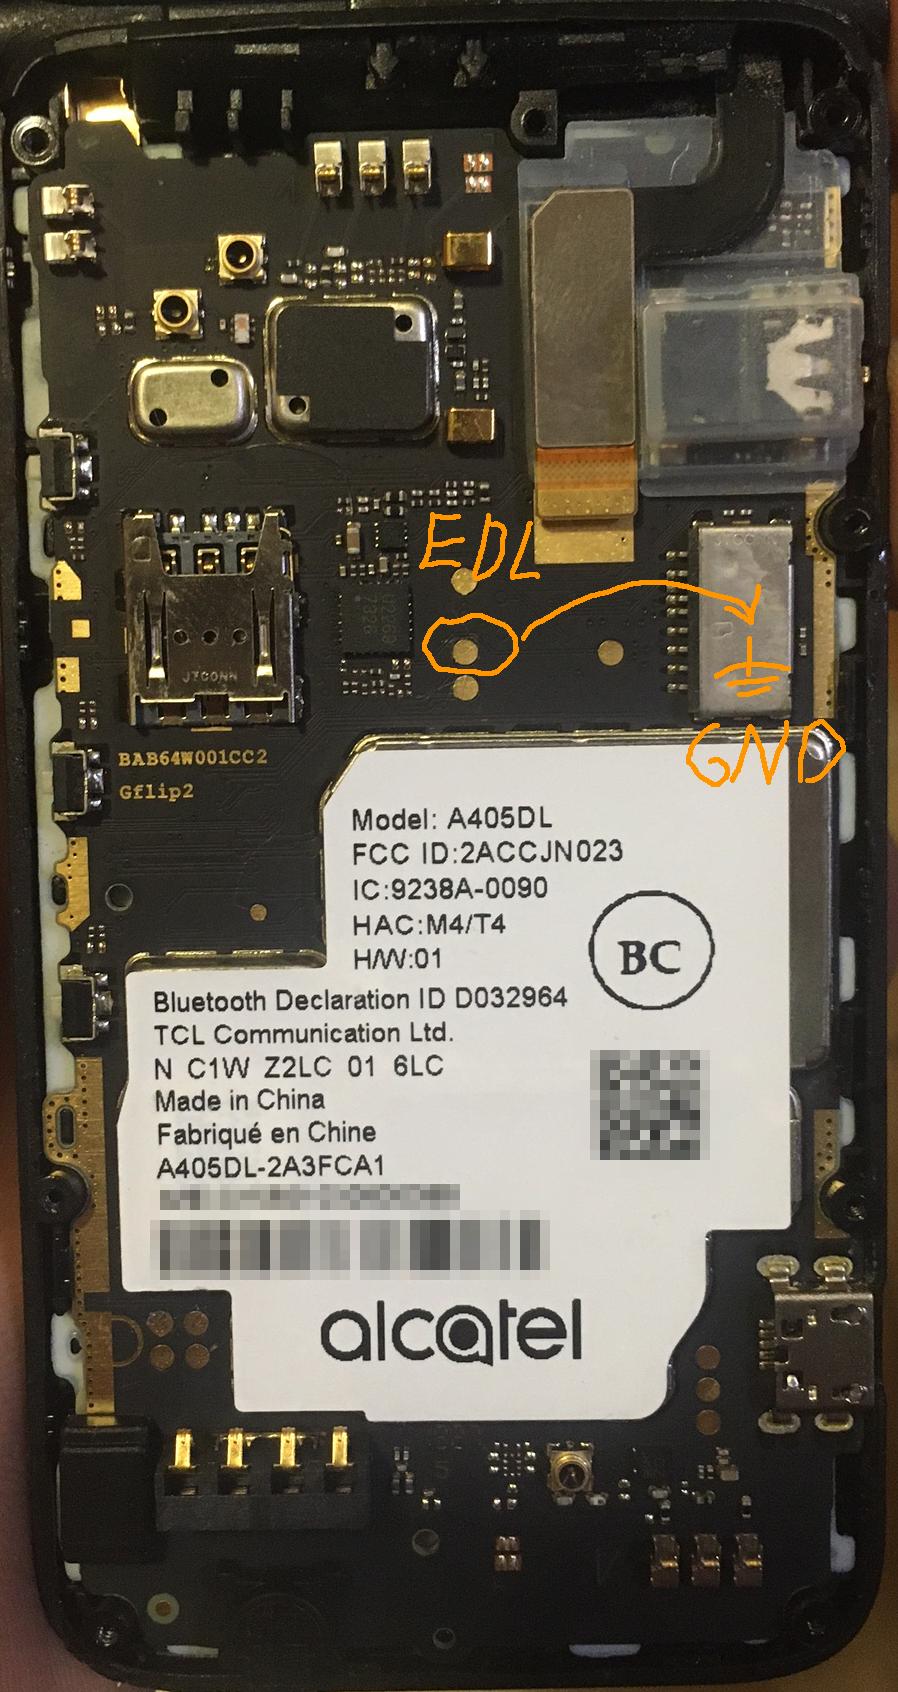 EDL
JTCONN
GND
BAB64W001CC2
Gflip2
Model: A405DL
FCC ID:2ACCJN023
IC:9238A-0090
HAC:M4/T4
H/W:01
BC
Bluetooth Declaration ID D032964
TCL Communication Ltd.
N C1W Z2LC 01 6LC
Made in China
Fabriqué en Chine
A405DL-2A3FCA1
alcatel